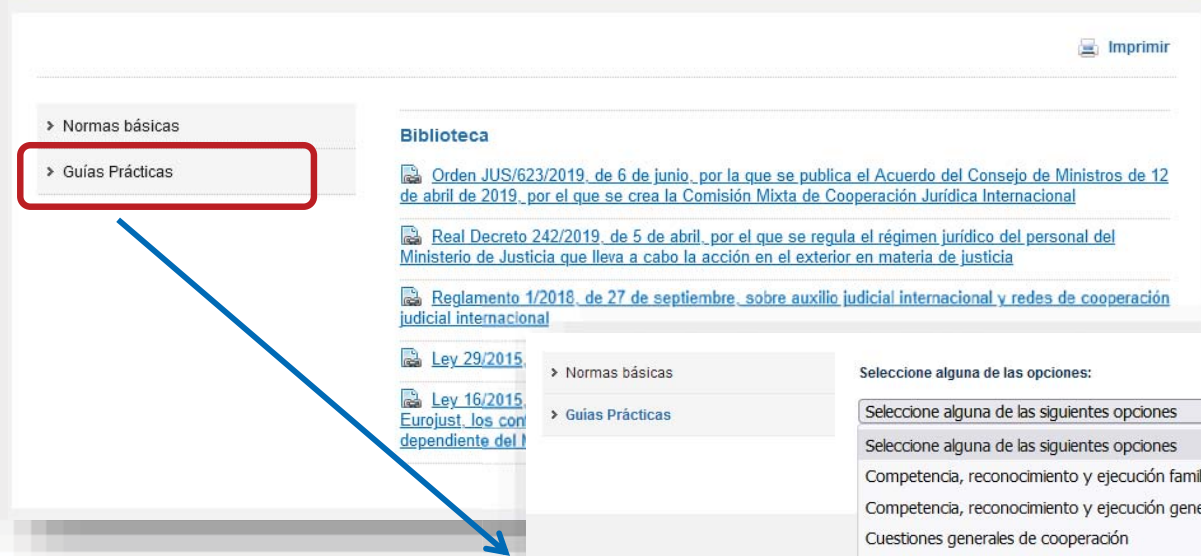 Imprimir
> Normas básicas
> Guías Prácticas
Biblioteca
Orden JUS/623/2019, de 6 de junio, por la que se publica el Acuerdo del Consejo de Ministros de 12
de abril de 2019, por el que se crea la Comisión Mixta de Cooperación Jurídica Internacional
Real Decreto 242/2019, de 5 de abril, por el que se regula el régimen jurídico del personal del
Ministerio de Justicia que lleva a cabo la acción en el exterior en materia de justicia
Reglamento 1/2018, de 27 de septiembre, sobre auxilio judicial internacional y redes de cooperación
judicial internacional
Ley 29/2015,
Ley 16/2015,
Eurojust, los con
dependiente del
> Normas básicas
> Guías Prácticas
Seleccione alguna de las opciones:
Seleccione alguna de las siguientes opciones
Seleccione alguna de las siguientes opciones
Competencia, reconocimiento y ejecución fami
Competencia, reconocimiento y ejecución gene
Cuestiones generales de cooperación